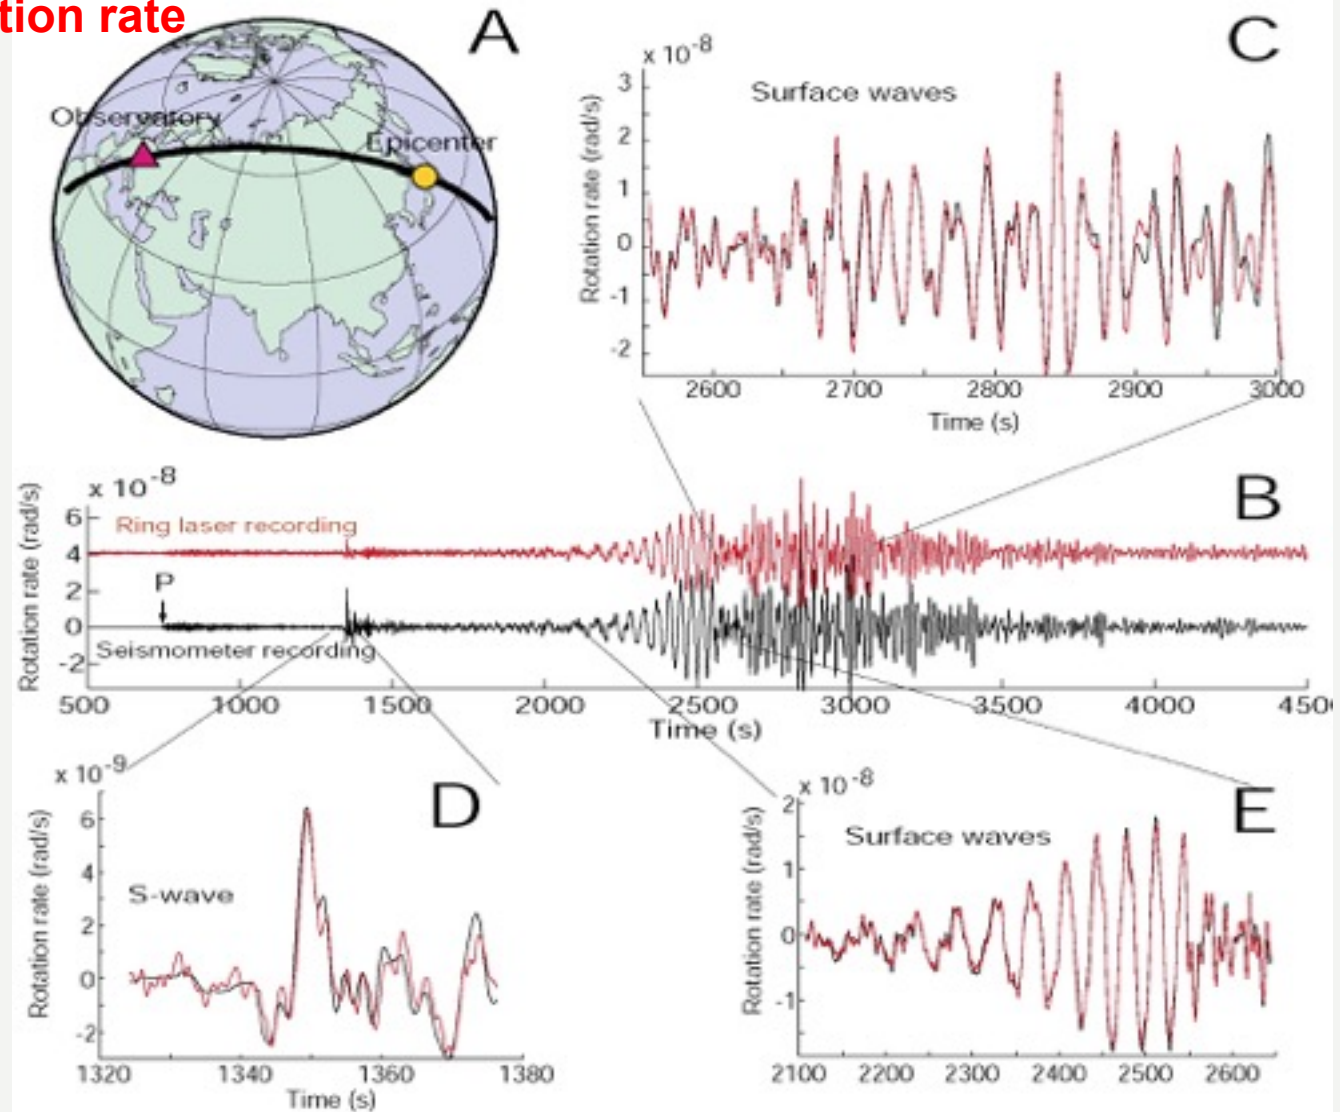 tion rate
A
Observatory
Epicenter
C
x 10-8
Surface waves
Rotation rate (rad/s)
3
2
1
0
-1
-2
2600 2700 2800 2900 3000
Time (s)
B
x 10-8
Rotation rate (rad/s)
6
4
2
0
-2
Ring laser recording
P
Seismometer recording
500 1000 1500 2000 2500 3000 3500 4000 450
Time (s)
D
x 10-9
Rotation rate (rad/s)
6
4
2
0
-2
S-wave
1320 1340 1360 1380
Time (s)
E
x 10-8
Surface waves
Rotation rate (rad/s)
2
1
0
-1
2100 2200 2300 2400 2500 2600